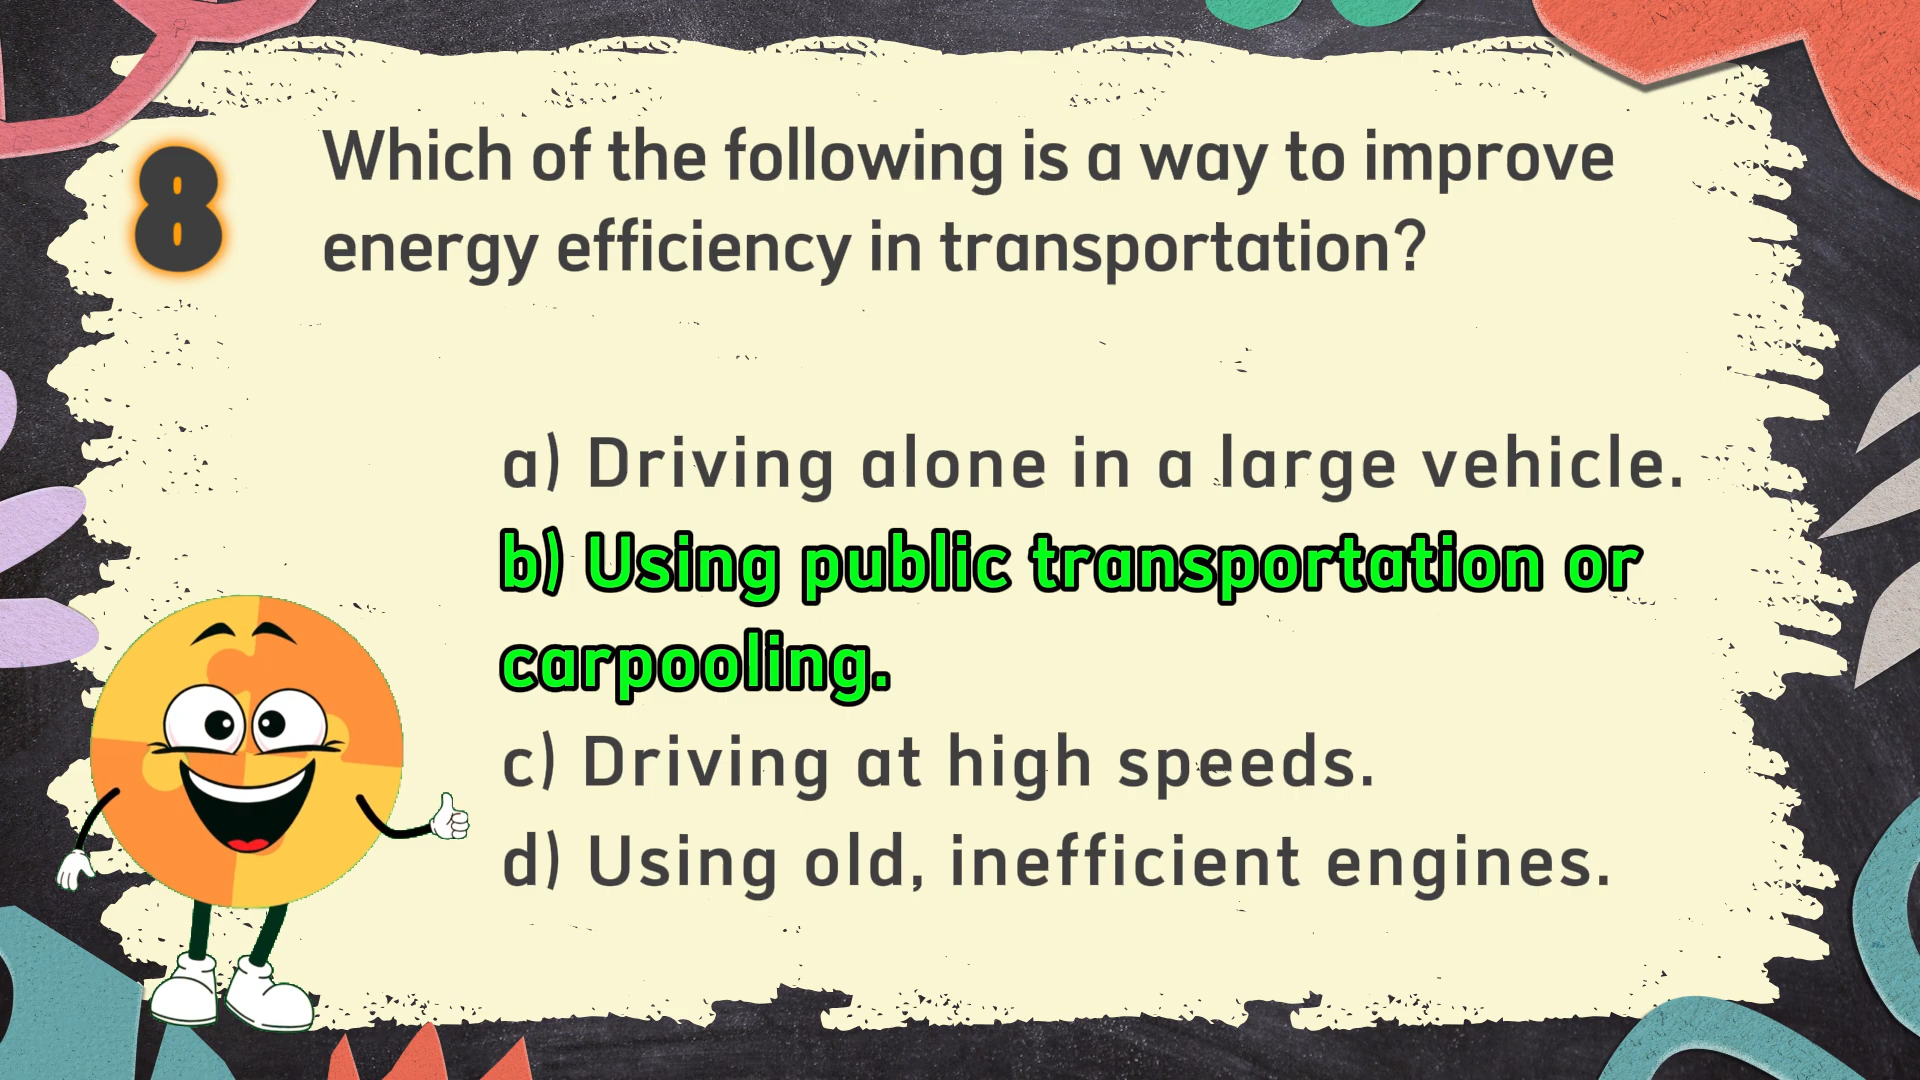 8
Which of the following is a way to improve
energy efficiency in transportation?
a) Driving alone in a large vehicle.
b) Using public transportation or
carpooling.
c) Driving at high speeds.
d) Using old, inefficient engines.